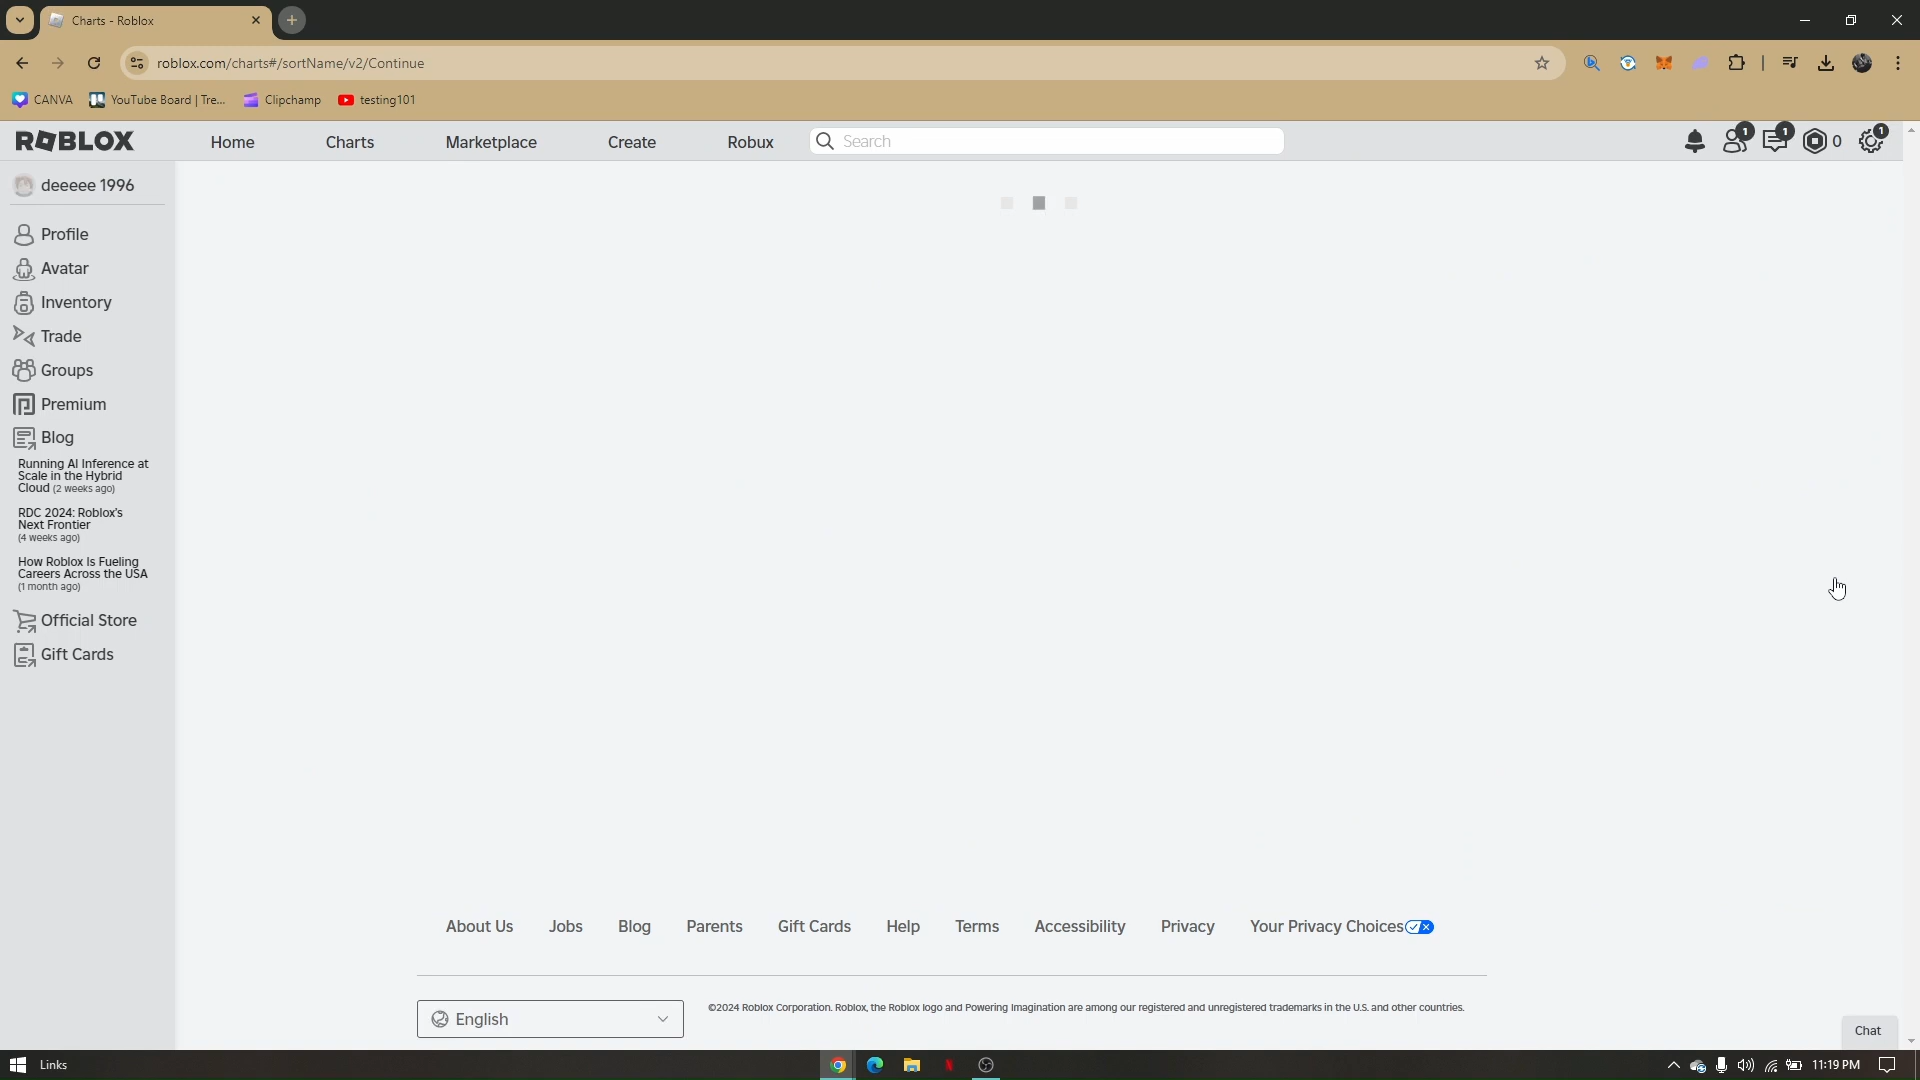 Charts - Roblox
roblox.com/charts#/sortName/v2/Continue
CANVA
YouTube Board | Tre...
Clipchamp
testing101
ROBLOX
Home
Charts
Marketplace
Create
Robux
Search
1
1
0
1
deeeee 1996
Profile
Avatar
Inventory
Trade
Groups
Premium
Blog
Running AI Inference at
Scale in the Hybrid
Cloud (2 weeks ago)
RDC 2024: Roblox's
Next Frontier
(4 weeks ago)
How Roblox Is Fueling
Careers Across the USA
(1 month ago)
Official Store
Gift Cards
About Us
Jobs
Blog
Parents
Gift Cards
Help
Terms
Accessibility
Privacy
Your Privacy Choices
English
©2024 Roblox Corporation. Roblox, the Roblox logo and Powering Imagination are among our registered and unregistered trademarks in the U.S. and other countries.
Chat
Links
11:19 PM